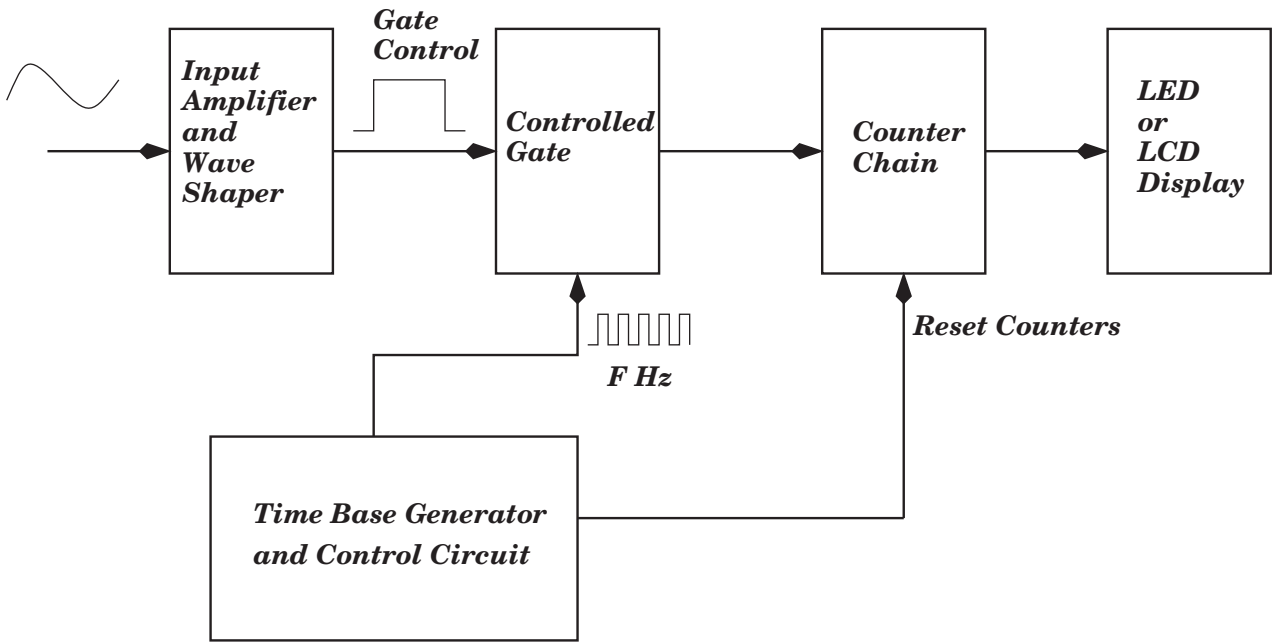 Input
Amplifier
and
Wave
Shaper
Gate
Control
Controlled
Gate
Counter
Chain
LED
or
LCD
Display
F Hz
Reset Counters
Time Base Generator
and Control Circuit